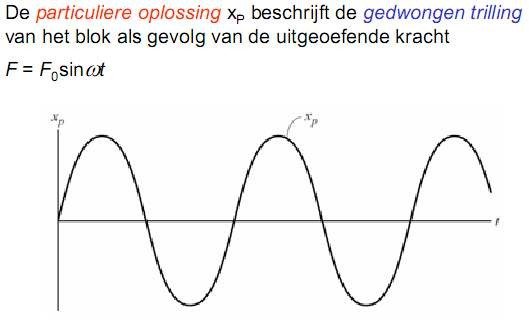 De particuliere oplossing xₚ beschrijft de gedwongen trilling
van het blok als gevolg van de uitgeoefende kracht
F = F₀sinωt
xₚ
xₚ
t